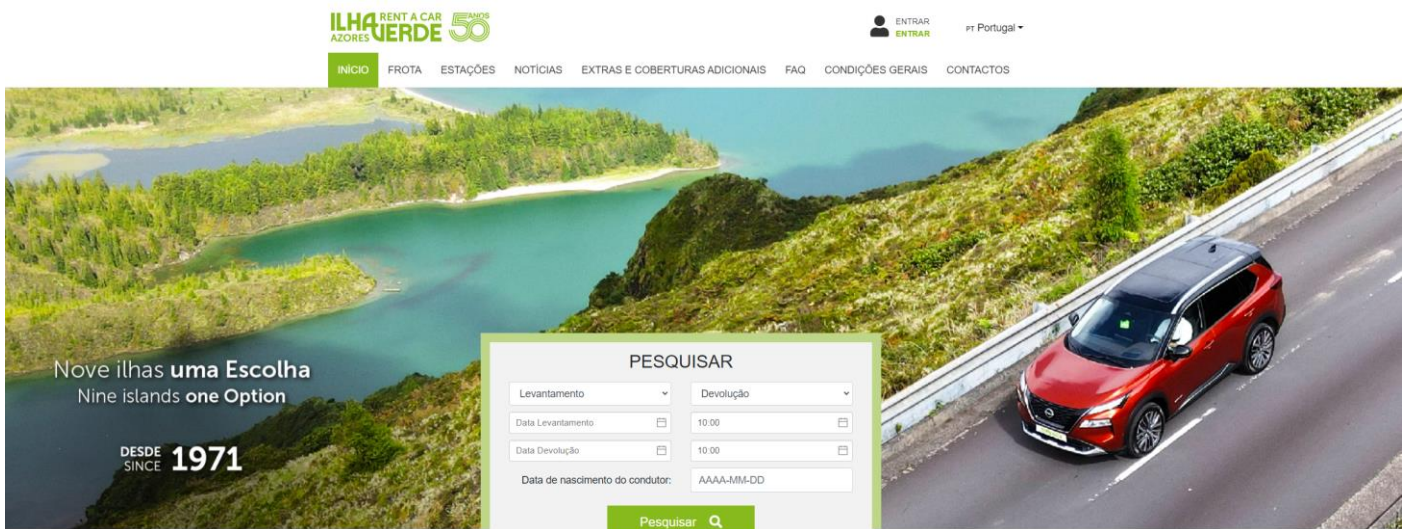 ILHA VERDE RENT A CAR AZORES 50 ANOS
ENTRAR
ENTRAR
PT Portugal
INÍCIO FROTA ESTAÇÕES NOTÍCIAS EXTRAS E COBERTURAS ADICIONAIS FAQ CONDIÇÕES GERAIS CONTACTOS
Nove ilhas uma Escolha
Nine islands one Option
DESDE
SINCE 1971
PESQUISAR
Levantamento Devolução
Data Levantamento 10:00
Data Devolução 10:00
Data de nascimento do condutor: AAAA-MM-DD
Pesquisar